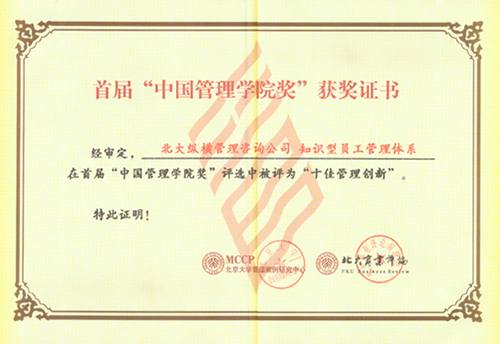 首届“中国管理学院奖”获奖证书
经审定，北大纵横管理咨询公司 知识型员工管理体系
在首届“中国管理学院奖”评选中被评为“十佳管理创新”。
特此证明！
MCCP
北京大学管理案例研究中心
北大商业评论
PKU Business Review